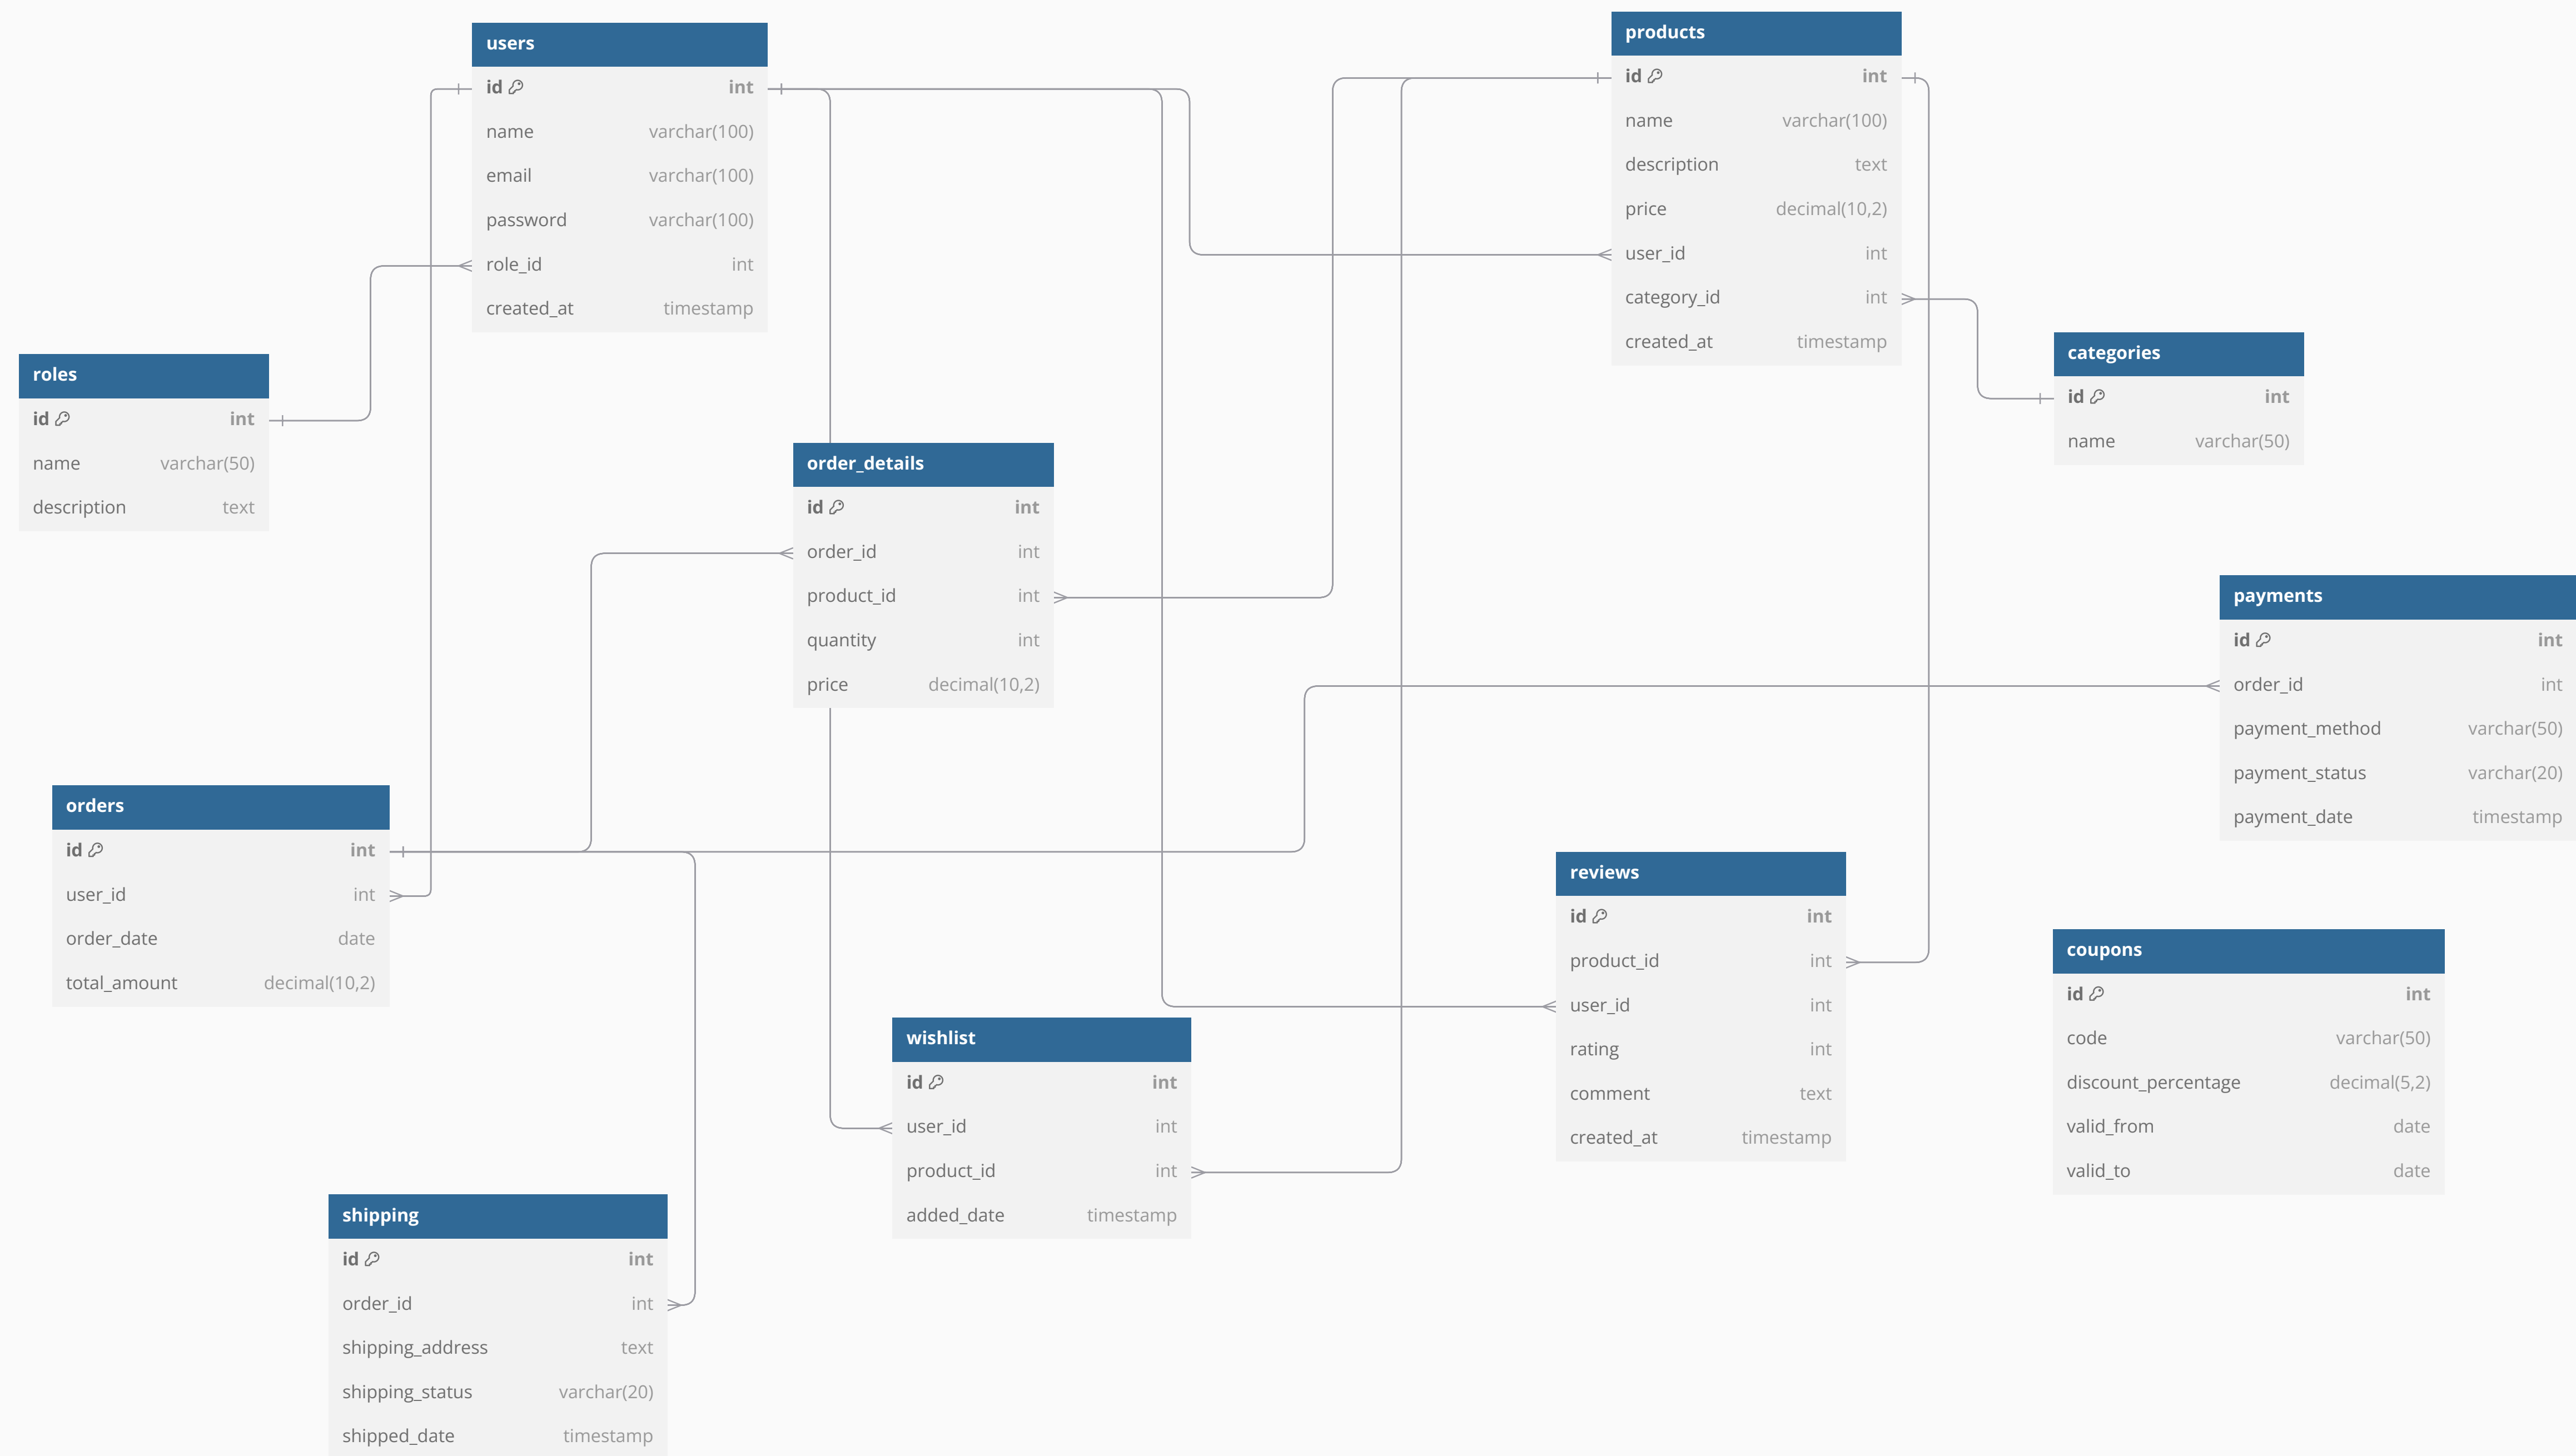 users
id int
name varchar(100)
email varchar(100)
password varchar(100)
role_id int
created_at timestamp
products
id int
name varchar(100)
description text
price decimal(10,2)
user_id int
category_id int
created_at timestamp
roles
id int
name varchar(50)
description text
categories
id int
name varchar(50)
order_details
id int
order_id int
product_id int
quantity int
price decimal(10,2)
payments
id int
order_id int
payment_method varchar(50)
payment_status varchar(20)
payment_date timestamp
orders
id int
user_id int
order_date date
total_amount decimal(10,2)
reviews
id int
product_id int
user_id int
rating int
comment text
created_at timestamp
coupons
id int
code varchar(50)
discount_percentage decimal(5,2)
valid_from date
valid_to date
wishlist
id int
user_id int
product_id int
added_date timestamp
shipping
id int
order_id int
shipping_address text
shipping_status varchar(20)
shipped_date timestamp